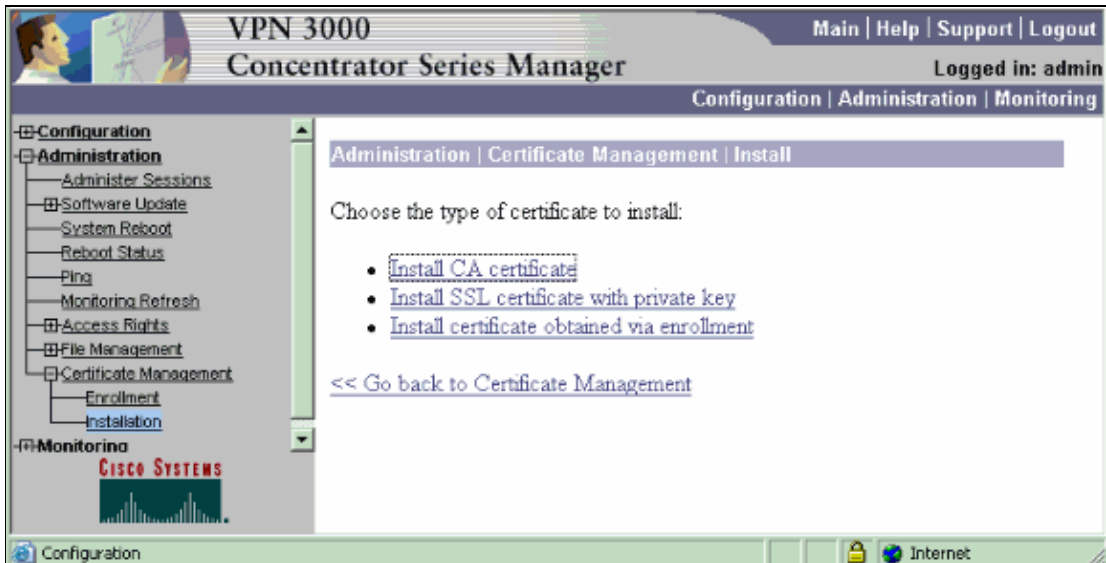 VPN 3000
Concentrator Series Manager
Main | Help | Support | Logout
Logged in: admin
Configuration | Administration | Monitoring
Configuration
Administration
Administer Sessions
Software Update
System Reboot
Reboot Status
Ping
Monitoring Refresh
Access Rights
File Management
Certificate Management
Enrollment
Installation
Monitoring
CISCO SYSTEMS
Administration | Certificate Management | Install
Choose the type of certificate to install:
Install CA certificate
Install SSL certificate with private key
Install certificate obtained via enrollment
<< Go back to Certificate Management
Configuration
Internet